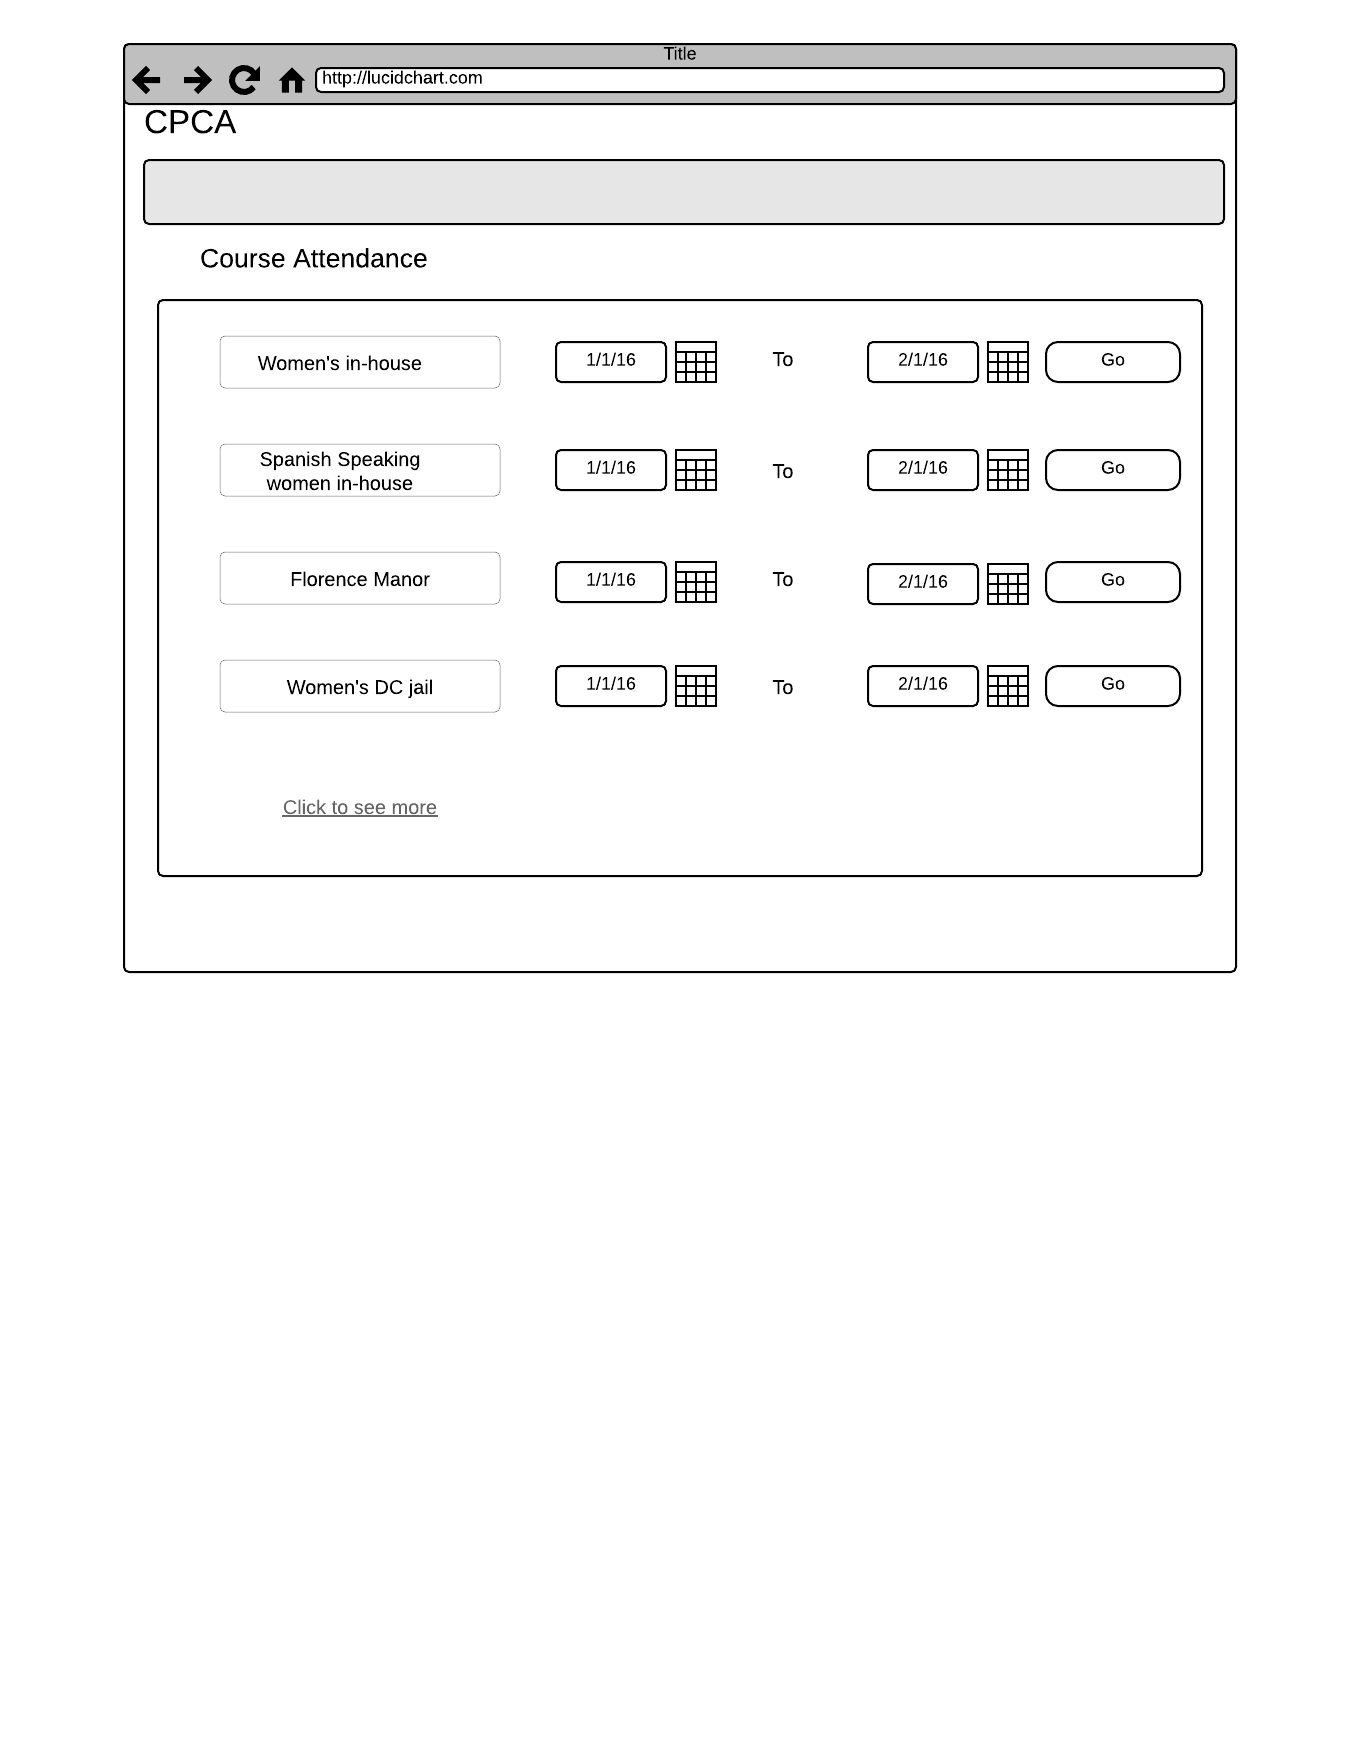 Title
http://lucidchart.com
CPCA
Course Attendance
Women's in-house 1/1/16 To 2/1/16 Go
Spanish Speaking
women in-house 1/1/16 To 2/1/16 Go
Florence Manor 1/1/16 To 2/1/16 Go
Women's DC jail 1/1/16 To 2/1/16 Go
Click to see more